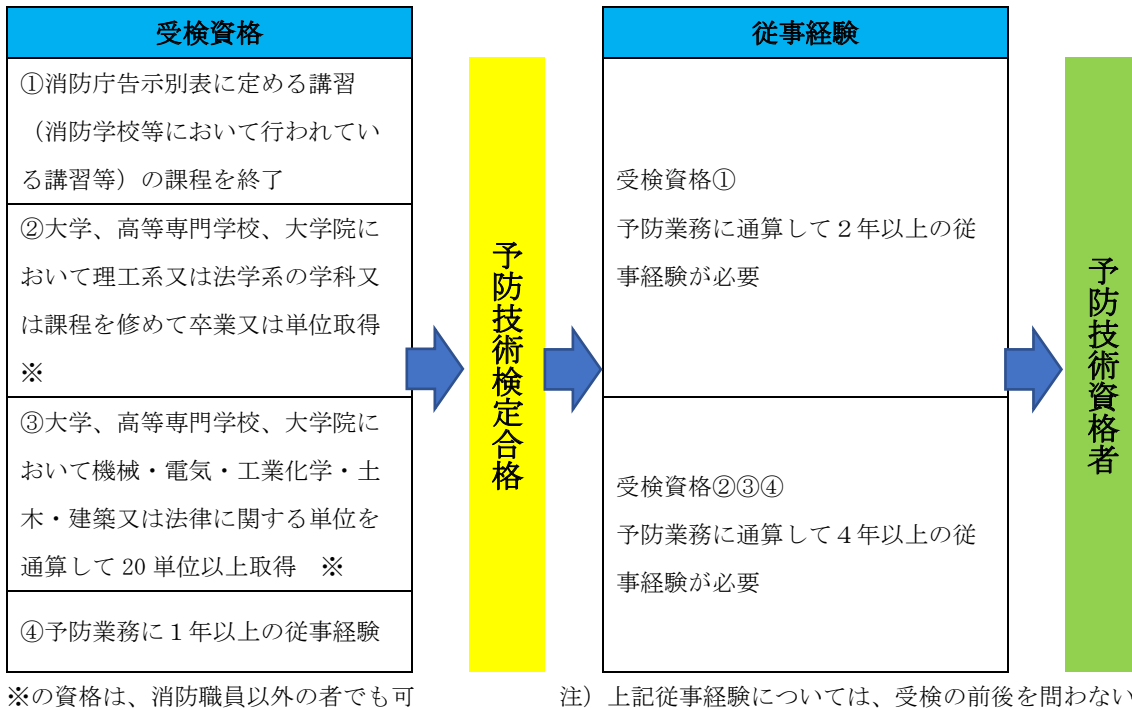 受検資格
①消防庁告示別表に定める講習
（消防学校等において行われてい
る講習等）の課程を終了
②大学、高等専門学校、大学院に
おいて理工系又は法学系の学科又
は課程を修めて卒業又は単位取得
※
③大学、高等専門学校、大学院に
おいて機械・電気・工業化学・土
木・建築又は法律に関する単位を
通算して 20 単位以上取得　※
④予防業務に１年以上の従事経験
※の資格は、消防職員以外の者でも可
予防技術検定合格
従事経験
受検資格①
予防業務に通算して２年以上の従
事経験が必要
受検資格②③④
予防業務に通算して４年以上の従
事経験が必要
注）上記従事経験については、受検の前後を問わない
予防技術資格者